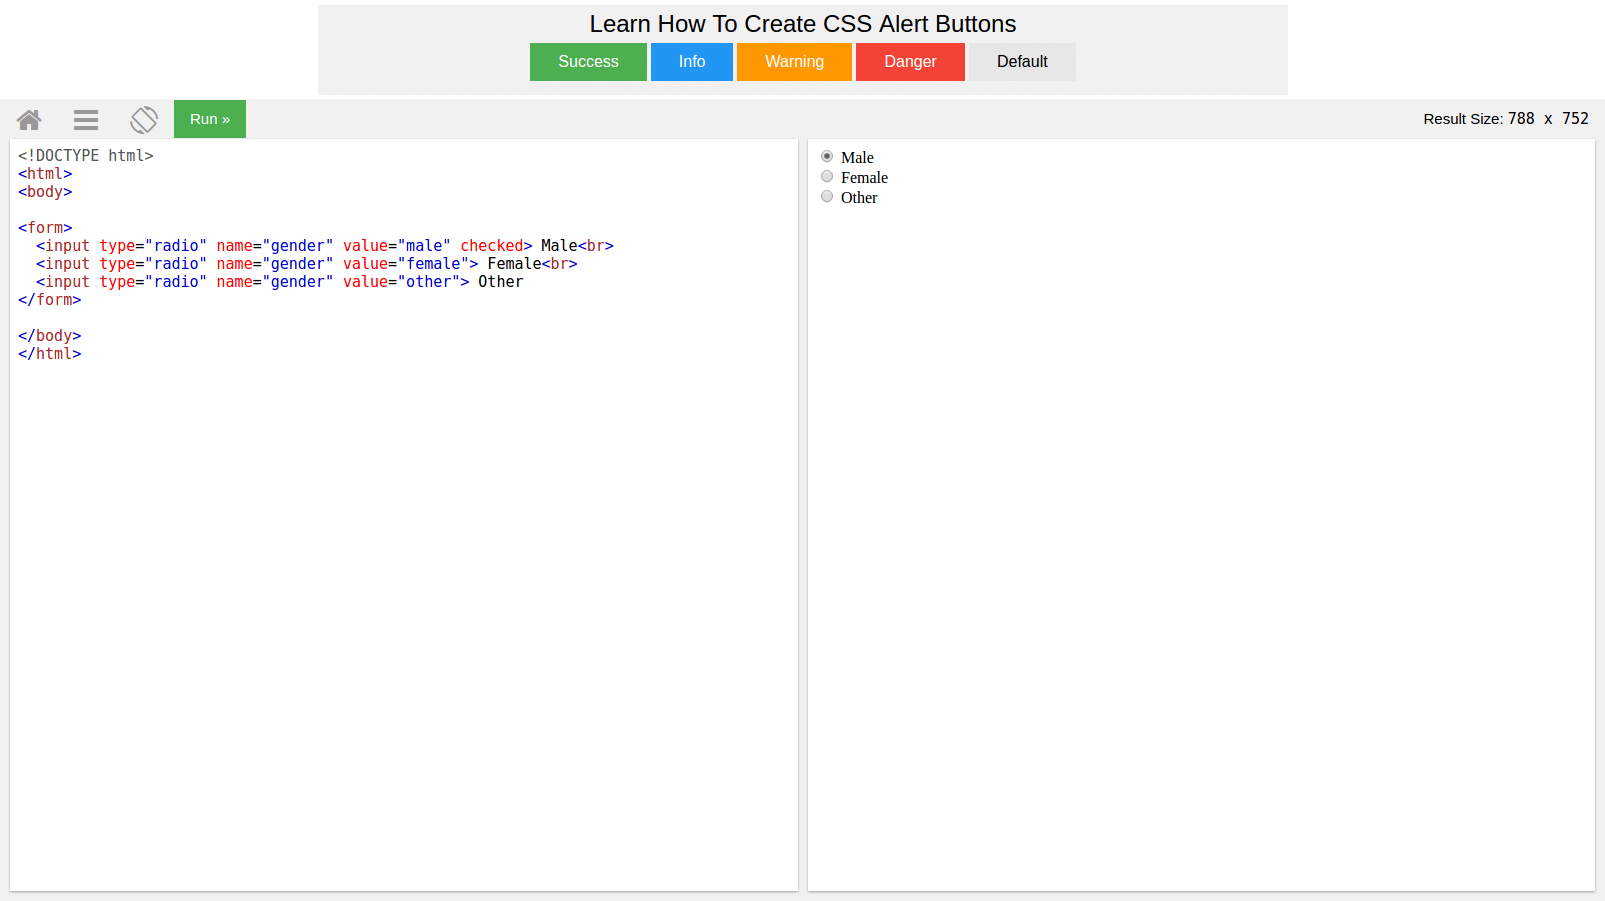 Learn How To Create CSS Alert Buttons
Success Info Warning Danger Default
Run » Result Size: 788 x 752
<!DOCTYPE html>
<html>
<body>
<form>
<input type="radio" name="gender" value="male" checked> Male<br>
<input type="radio" name="gender" value="female"> Female<br>
<input type="radio" name="gender" value="other"> Other
</form>
</body>
</html>
Male
Female
Other